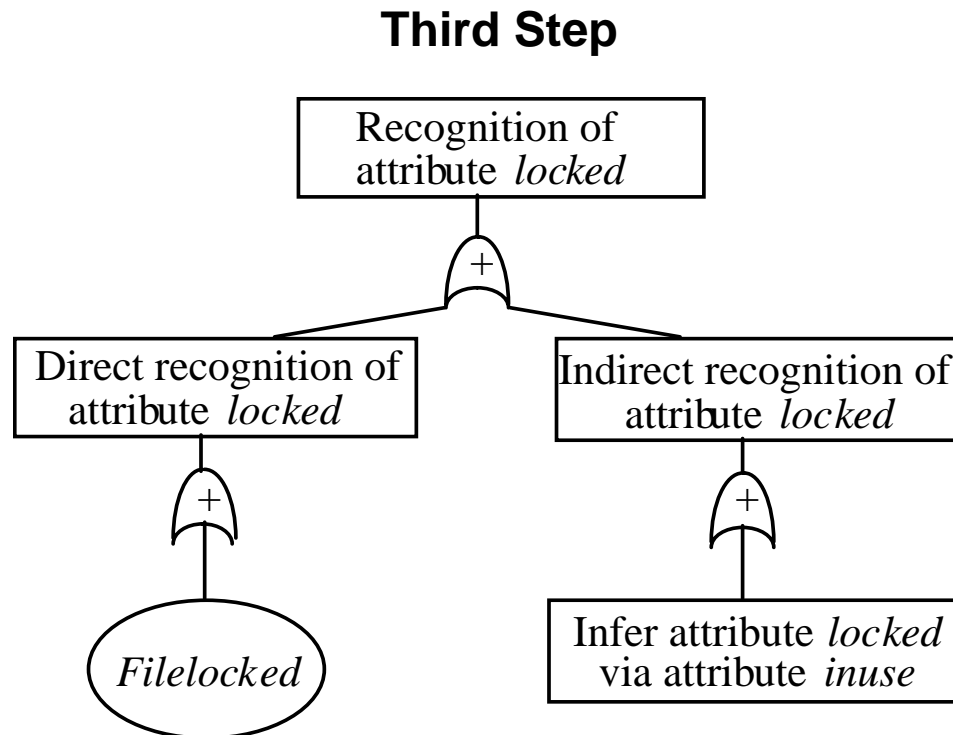 Third Step
Recognition of
attribute locked
+
Direct recognition of
attribute locked
Indirect recognition of
attribute locked
+
+
Filelocked
Infer attribute locked
via attribute inuse